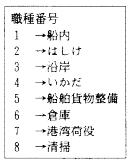 職種番号
1 →船内
2 →はしけ
3 →沿岸
4 →いかだ
5 →船舶貨物整備
6 →倉庫
7 →港湾荷役
8 →清掃